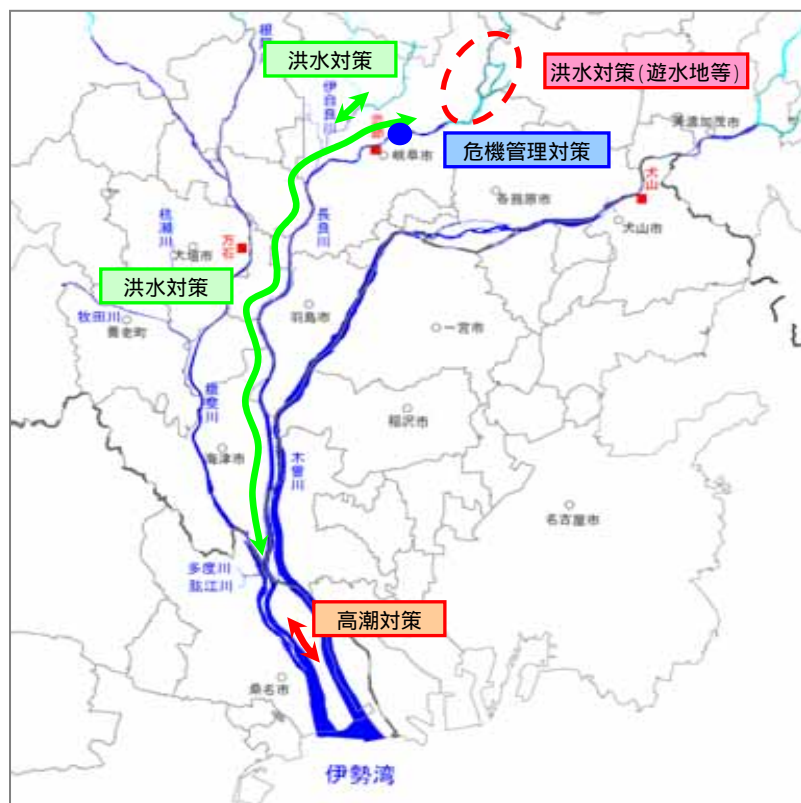 洪水対策
洪水対策(遊水地等)
伊自良川
危機管理対策
美濃加茂市
岐阜市
犬山
各務原市
犬山市
長良川
杭瀬川
大垣市
万石
洪水対策
牧田川
養老町
羽島市
一宮市
揖斐川
稲沢市
海津市
木曽川
名古屋市
多度川
肱江川
高潮対策
桑名市
伊勢湾